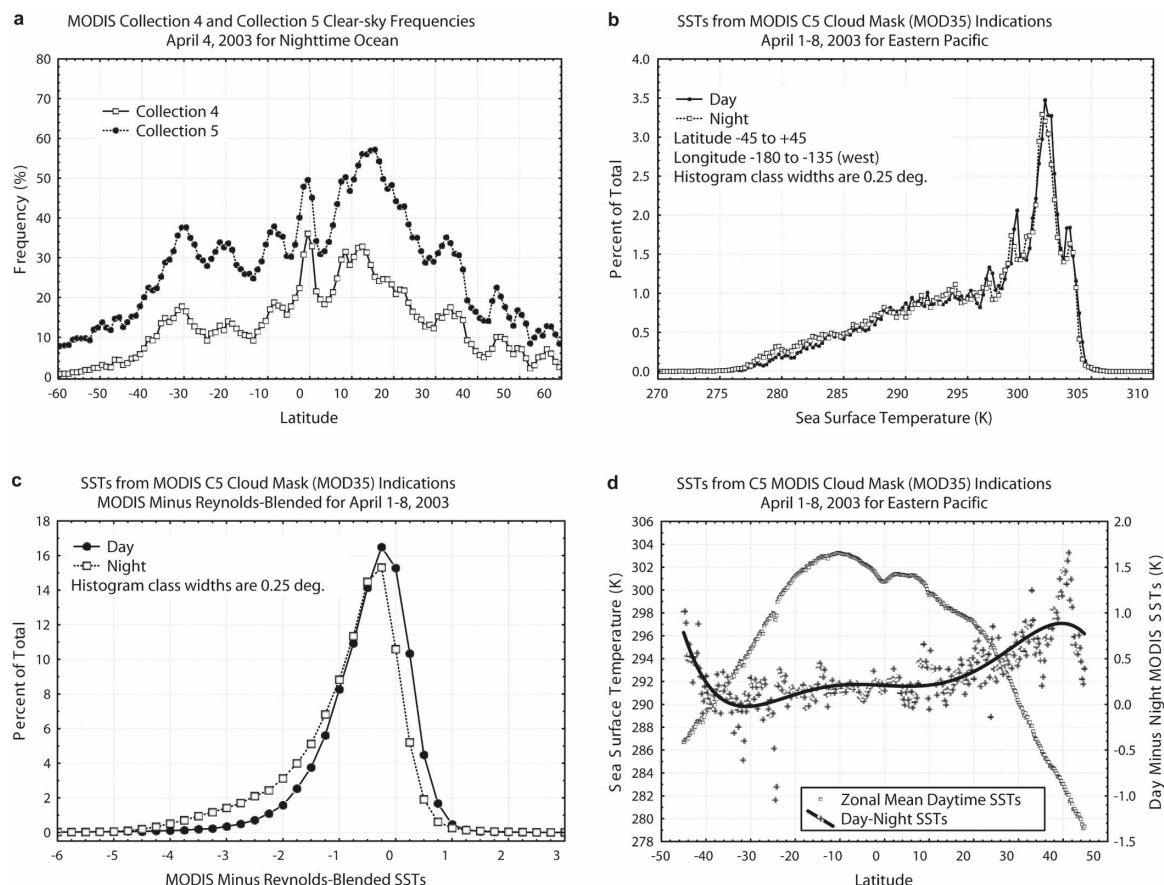 a
MODIS Collection 4 and Collection 5 Clear-sky Frequencies
April 4, 2003 for Nighttime Ocean
80
70
60
50
40
30
20
10
0
Frequency (%)
Collection 4
Collection 5
-60 -50 -40 -30 -20 -10 0 10 20 30 40 50 60
Latitude
b
SSTs from MODIS C5 Cloud Mask (MOD35) Indications
April 1-8, 2003 for Eastern Pacific
4.0
3.5
3.0
2.5
2.0
1.5
1.0
0.5
0.0
Percent of Total
Day
Night
Latitude -45 to +45
Longitude -180 to -135 (west)
Histogram class widths are 0.25 deg.
270 275 280 285 290 295 300 305 310
Sea Surface Temperature (K)
c
SSTs from MODIS C5 Cloud Mask (MOD35) Indications
MODIS Minus Reynolds-Blended for April 1-8, 2003
18
16
14
12
10
8
6
4
2
0
Percent of Total
Day
Night
Histogram class widths are 0.25 deg.
-6 -5 -4 -3 -2 -1 0 1 2 3
MODIS Minus Reynolds-Blended SSTs
d
SSTs from C5 MODIS Cloud Mask (MOD35) Indications
April 1-8, 2003 for Eastern Pacific
306
304
302
300
298
296
294
292
290
288
286
284
282
280
278
Sea Surface Temperature (K)
2.0
1.5
1.0
0.5
0.0
-0.5
-1.0
-1.5
Day Minus Night MODIS SSTs (K)
Zonal Mean Daytime SSTs
Day-Night SSTs
-50 -40 -30 -20 -10 0 10 20 30 40 50
Latitude